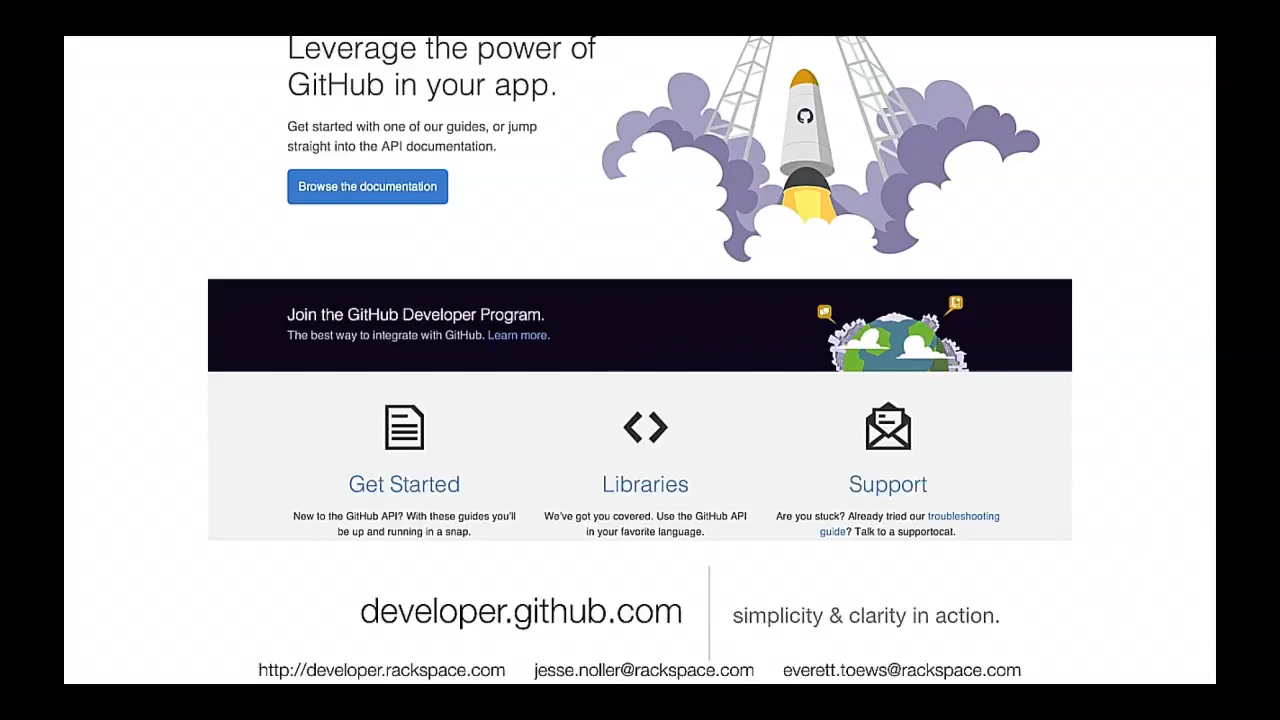 Leverage the power of
GitHub in your app.
Get started with one of our guides, or jump
straight into the API documentation.
Browse the documentation
Join the GitHub Developer Program.
The best way to integrate with GitHub. Learn more.
Get Started
New to the GitHub API? With these guides you'll
be up and running in a snap.
Libraries
We've got you covered. Use the GitHub API
in your favorite language.
Support
Are you stuck? Already tried our troubleshooting
guide? Talk to a supportocat.
developer.github.com
simplicity & clarity in action.
http://developer.rackspace.com jesse.noller@rackspace.com everett.toews@rackspace.com